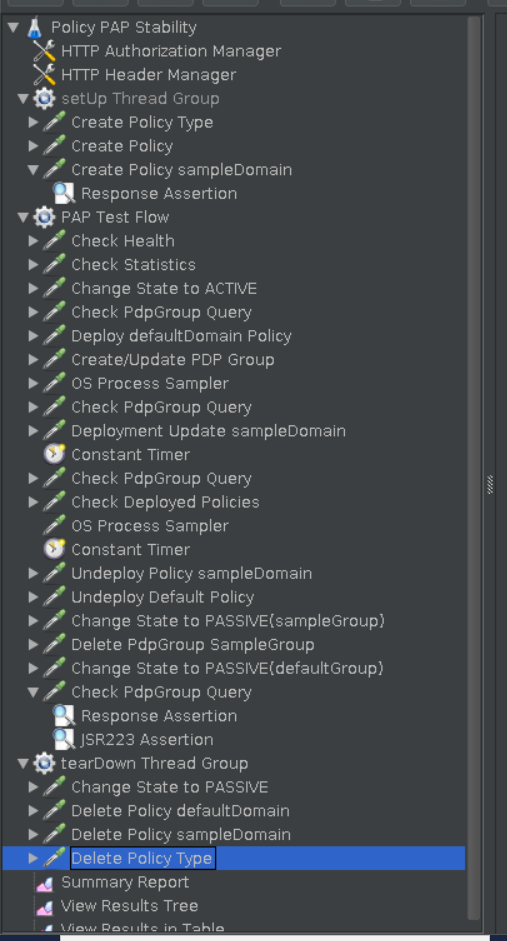 Policy PAP Stability
HTTP Authorization Manager
HTTP Header Manager
setUp Thread Group
Create Policy Type
Create Policy
Create Policy sampleDomain
Response Assertion
PAP Test Flow
Check Health
Check Statistics
Change State to ACTIVE
Check PdpGroup Query
Deploy defaultDomain Policy
Create/Update PDP Group
OS Process Sampler
Check PdpGroup Query
Deployment Update sampleDomain
Constant Timer
Check PdpGroup Query
Check Deployed Policies
OS Process Sampler
Constant Timer
Undeploy Policy sampleDomain
Undeploy Default Policy
Change State to PASSIVE(sampleGroup)
Delete PdpGroup SampleGroup
Change State to PASSIVE(defaultGroup)
Check PdpGroup Query
Response Assertion
JSR223 Assertion
tearDown Thread Group
Change State to PASSIVE
Delete Policy defaultDomain
Delete Policy sampleDomain
Delete Policy Type
Summary Report
View Results Tree
View Results in Table